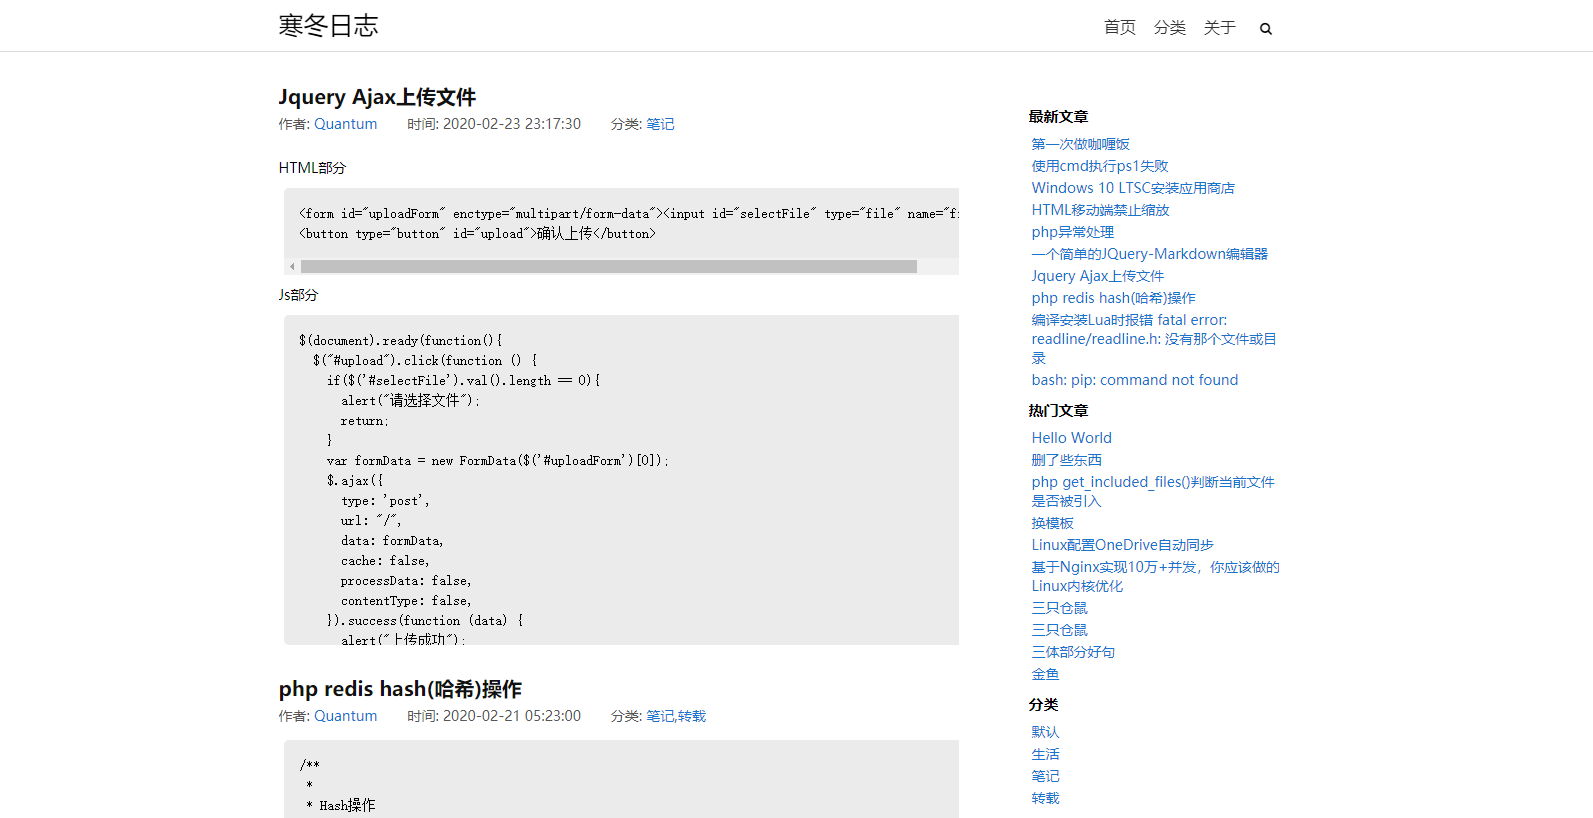 寒冬日志
首页 分类 关于
Jquery Ajax上传文件
作者: Quantum 时间: 2020-02-23 23:17:30 分类: 笔记
HTML部分
<form id="uploadForm" enctype="multipart/form-data"><input id="selectFile" type="file" name="fi
<button type="button" id="upload">确认上传</button>
Js部分
$(document).ready(function(){
  $("#upload").click(function () {
    if($('#selectFile').val().length == 0){
      alert("请选择文件");
      return;
    }
    var formData = new FormData($('#uploadForm')[0]);
    $.ajax({
      type: 'post',
      url: "/",
      data: formData,
      cache: false,
      processData: false,
      contentType: false,
    }).success(function (data) {
      alert("上传成功");
php redis hash(哈希)操作
作者: Quantum 时间: 2020-02-21 05:23:00 分类: 笔记,转载
/**
 *
 * Hash操作
最新文章
第一次做咖喱饭
使用cmd执行ps1失败
Windows 10 LTSC安装应用商店
HTML移动端禁止缩放
php异常处理
一个简单的JQuery-Markdown编辑器
Jquery Ajax上传文件
php redis hash(哈希)操作
编译安装Lua时报错 fatal error:
readline/readline.h: 没有那个文件或目
录
bash: pip: command not found
热门文章
Hello World
删了些东西
php get_included_files()判断当前文件
是否被引入
换模板
Linux配置OneDrive自动同步
基于Nginx实现10万+并发，你应该做的
Linux内核优化
三只仓鼠
三只仓鼠
三体部分好句
金鱼
分类
默认
生活
笔记
转载